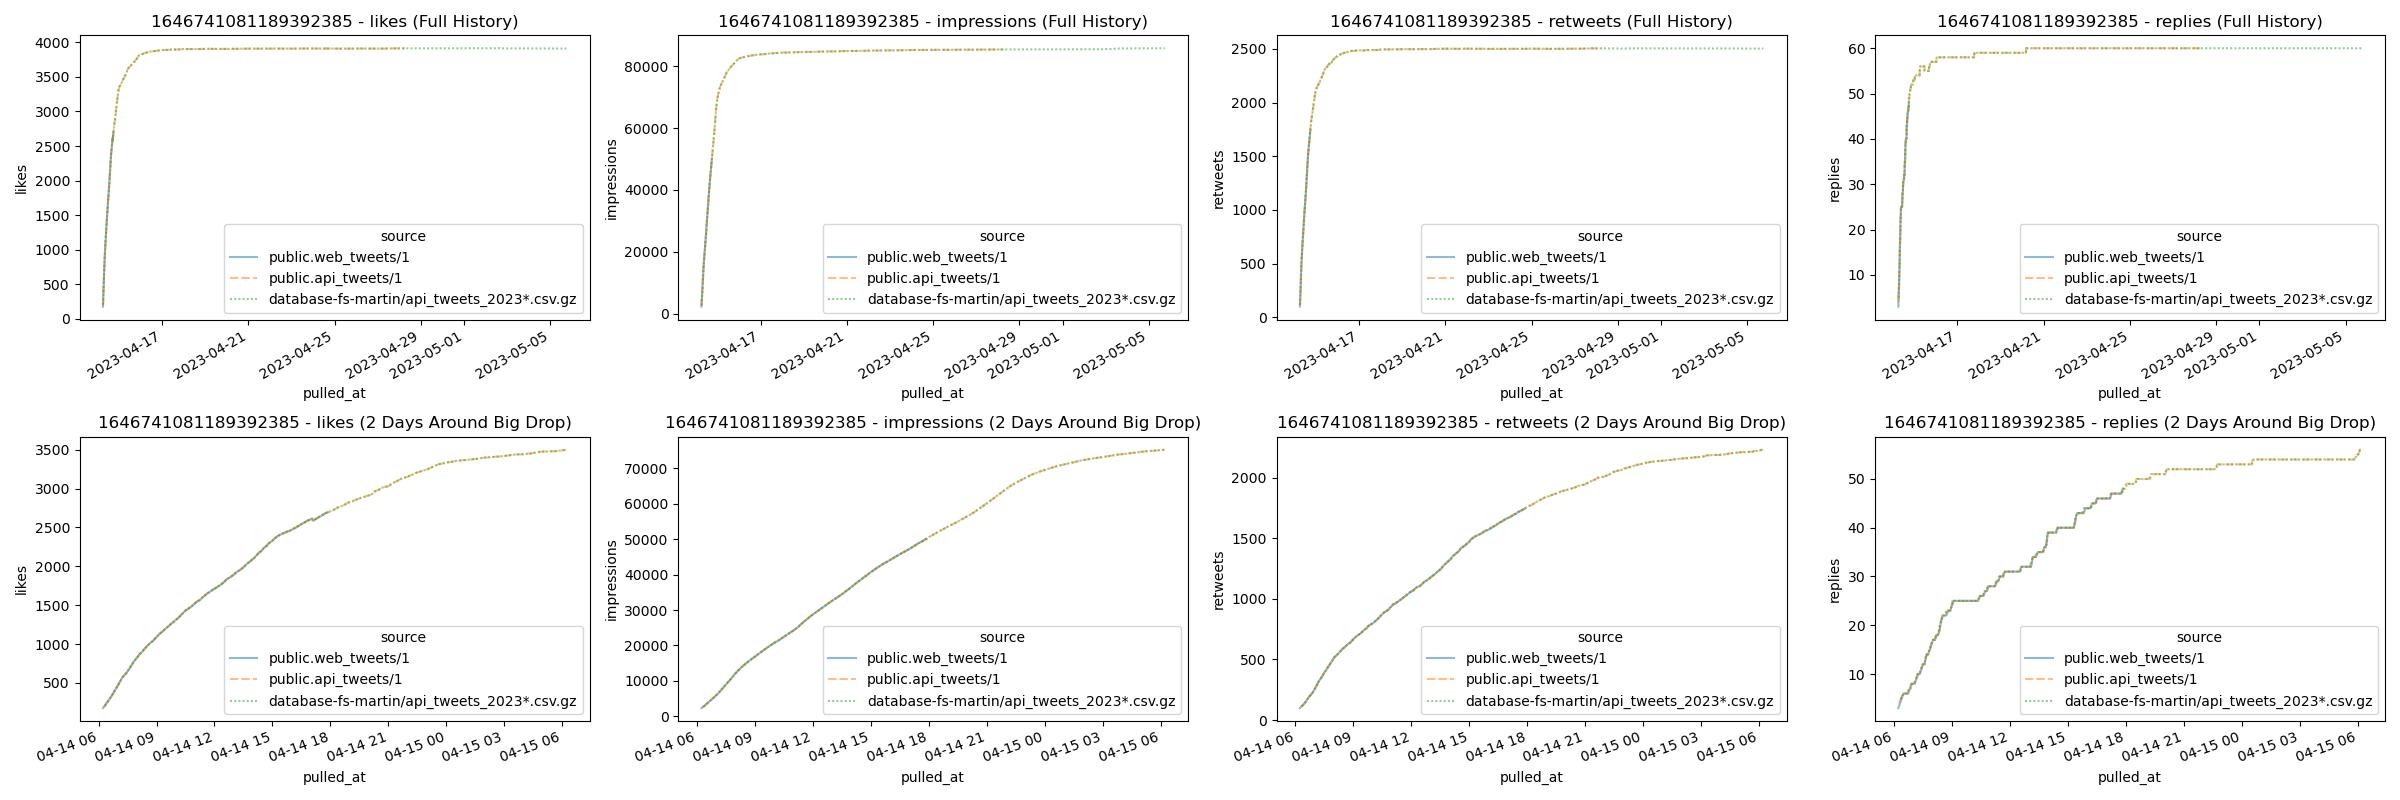 1646741081189392385 - likes (Full History)
4000
3500
3000
2500
2000
1500
1000
500
0
likes
source
public.web_tweets/1
public.api_tweets/1
database-fs-martin/api_tweets_2023*.csv.gz
2023-04-17
2023-04-21
2023-04-25
2023-04-29
2023-05-01
2023-05-05
pulled_at
1646741081189392385 - impressions (Full History)
80000
60000
40000
20000
0
impressions
source
public.web_tweets/1
public.api_tweets/1
database-fs-martin/api_tweets_2023*.csv.gz
2023-04-17
2023-04-21
2023-04-25
2023-04-29
2023-05-01
2023-05-05
pulled_at
1646741081189392385 - retweets (Full History)
2500
2000
1500
1000
500
0
retweets
source
public.web_tweets/1
public.api_tweets/1
database-fs-martin/api_tweets_2023*.csv.gz
2023-04-17
2023-04-21
2023-04-25
2023-04-29
2023-05-01
2023-05-05
pulled_at
1646741081189392385 - replies (Full History)
60
50
40
30
20
10
replies
source
public.web_tweets/1
public.api_tweets/1
database-fs-martin/api_tweets_2023*.csv.gz
2023-04-17
2023-04-21
2023-04-25
2023-04-29
2023-05-01
2023-05-05
pulled_at
1646741081189392385 - likes (2 Days Around Big Drop)
3500
3000
2500
2000
1500
1000
500
likes
source
public.web_tweets/1
public.api_tweets/1
database-fs-martin/api_tweets_2023*.csv.gz
04-14 06
04-14 09
04-14 12
04-14 15
04-14 18
04-14 21
04-15 00
04-15 03
04-15 06
pulled_at
1646741081189392385 - impressions (2 Days Around Big Drop)
70000
60000
50000
40000
30000
20000
10000
0
impressions
source
public.web_tweets/1
public.api_tweets/1
database-fs-martin/api_tweets_2023*.csv.gz
04-14 06
04-14 09
04-14 12
04-14 15
04-14 18
04-14 21
04-15 00
04-15 03
04-15 06
pulled_at
1646741081189392385 - retweets (2 Days Around Big Drop)
2000
1500
1000
500
0
retweets
source
public.web_tweets/1
public.api_tweets/1
database-fs-martin/api_tweets_2023*.csv.gz
04-14 06
04-14 09
04-14 12
04-14 15
04-14 18
04-14 21
04-15 00
04-15 03
04-15 06
pulled_at
1646741081189392385 - replies (2 Days Around Big Drop)
50
40
30
20
10
replies
source
public.web_tweets/1
public.api_tweets/1
database-fs-martin/api_tweets_2023*.csv.gz
04-14 06
04-14 09
04-14 12
04-14 15
04-14 18
04-14 21
04-15 00
04-15 03
04-15 06
pulled_at